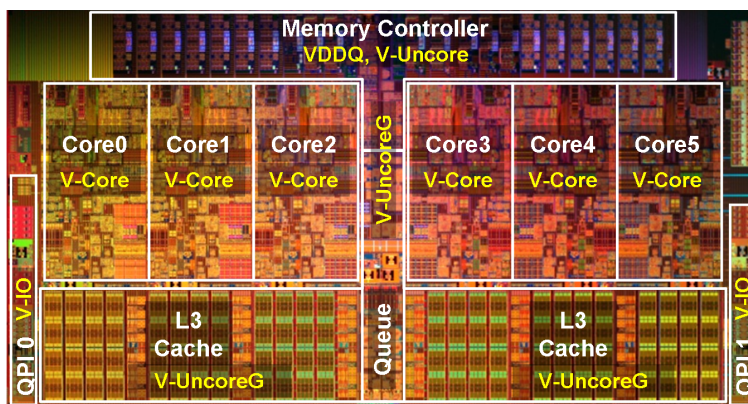 Memory Controller
VDDQ, V-Uncore
Core0
V-Core
Core1
V-Core
Core2
V-Core
V-UncoreG
Core3
V-Core
Core4
V-Core
Core5
V-Core
QPI 0 V-IO
L3
Cache
V-UncoreG
Queue
L3
Cache
V-UncoreG
QPI 1 V-IO